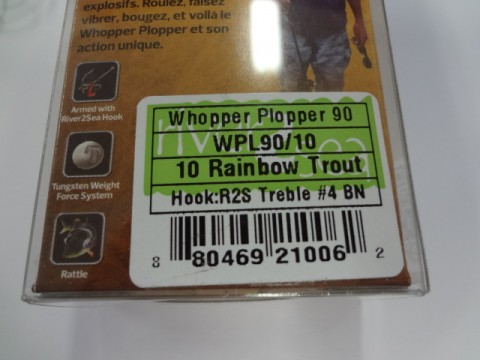 explosifs. Roulez, faisez
vibrer, bougez, et voilà le
Whopper Plopper et son
action unique.
Armed with
River2Sea Hook
Tungsten Weight
Force System
Rattle
river2sea
Whopper Plopper 90
WPL90/10
10 Rainbow Trout
Hook:R2S Treble #4 BN
8 80469 21006 2